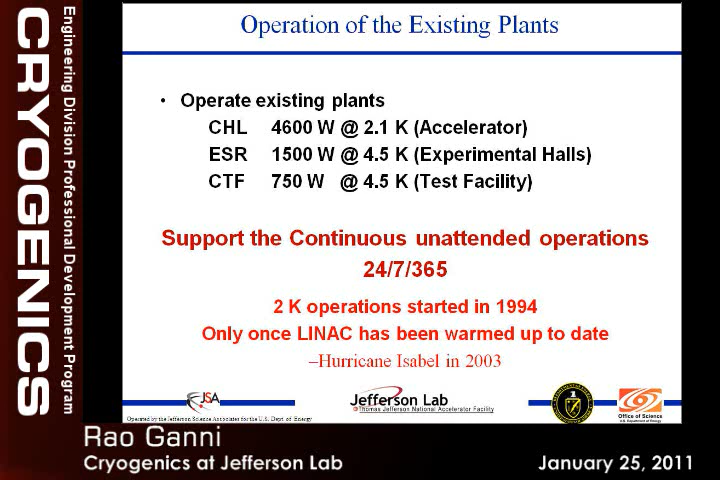 Engineering Division Professional Development Program
CRYOGENICS
Operation of the Existing Plants
• Operate existing plants
CHL 4600 W @ 2.1 K (Accelerator)
ESR 1500 W @ 4.5 K (Experimental Halls)
CTF 750 W @ 4.5 K (Test Facility)
Support the Continuous unattended operations
24/7/365
2 K operations started in 1994
Only once LINAC has been warmed up to date
–Hurricane Isabel in 2003
JSA
Jefferson Lab
Thomas Jefferson National Accelerator Facility
Office of Science
U.S. Department of Energy
Operated by the Jefferson Science Associates for the U.S. Dept. of Energy
Rao Ganni
Cryogenics at Jefferson Lab
January 25, 2011